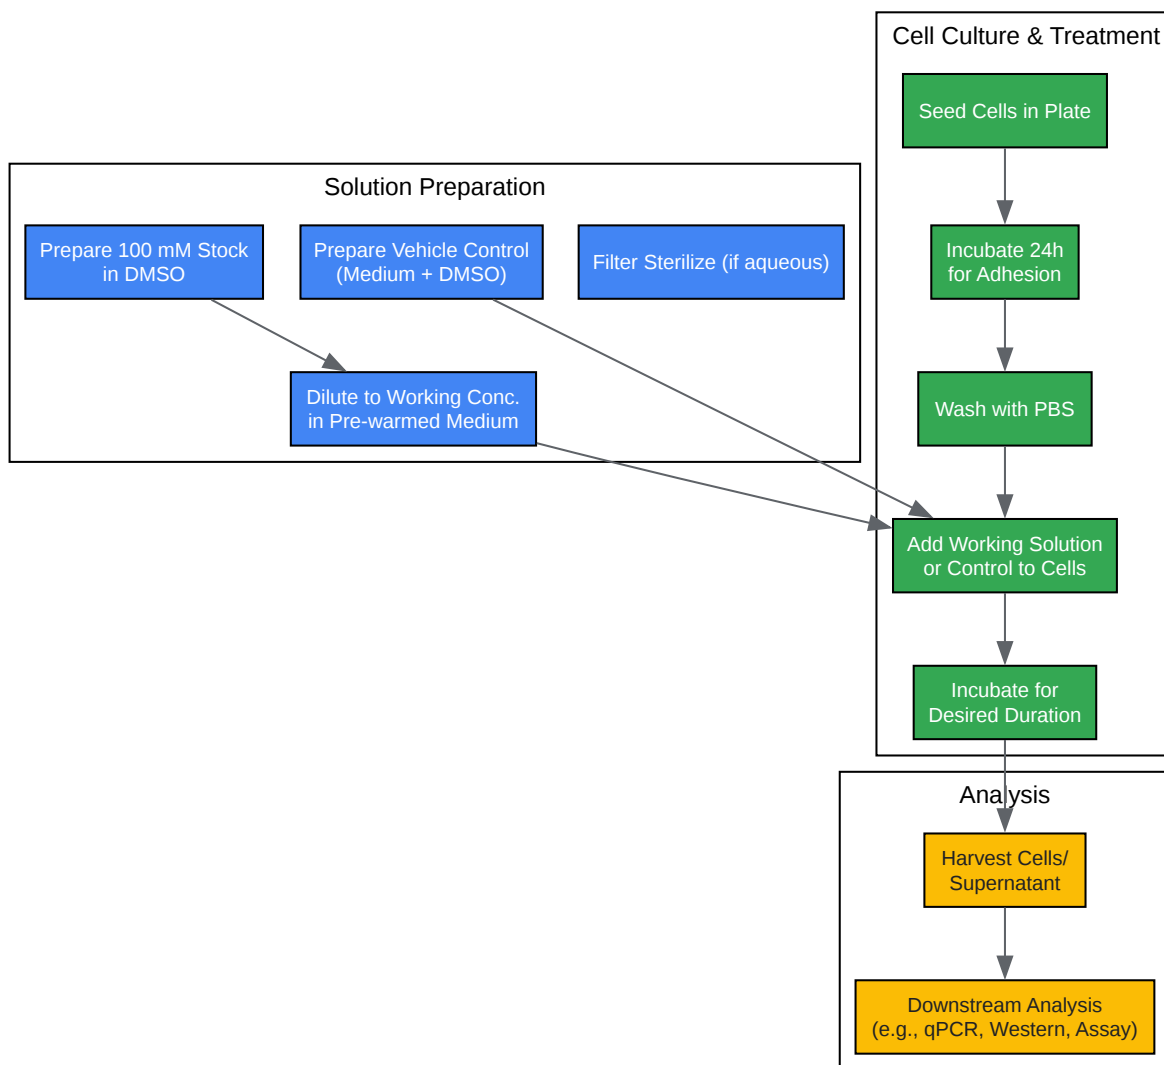 Cell Culture & Treatment
Seed Cells in Plate
Solution Preparation
Prepare 100 mM Stock
in DMSO
Prepare Vehicle Control
(Medium + DMSO)
Filter Sterilize (if aqueous)
Incubate 24h
for Adhesion
Dilute to Working Conc.
in Pre-warmed Medium
Wash with PBS
Add Working Solution
or Control to Cells
Incubate for
Desired Duration
Analysis
Harvest Cells/
Supernatant
Downstream Analysis
(e.g., qPCR, Western, Assay)